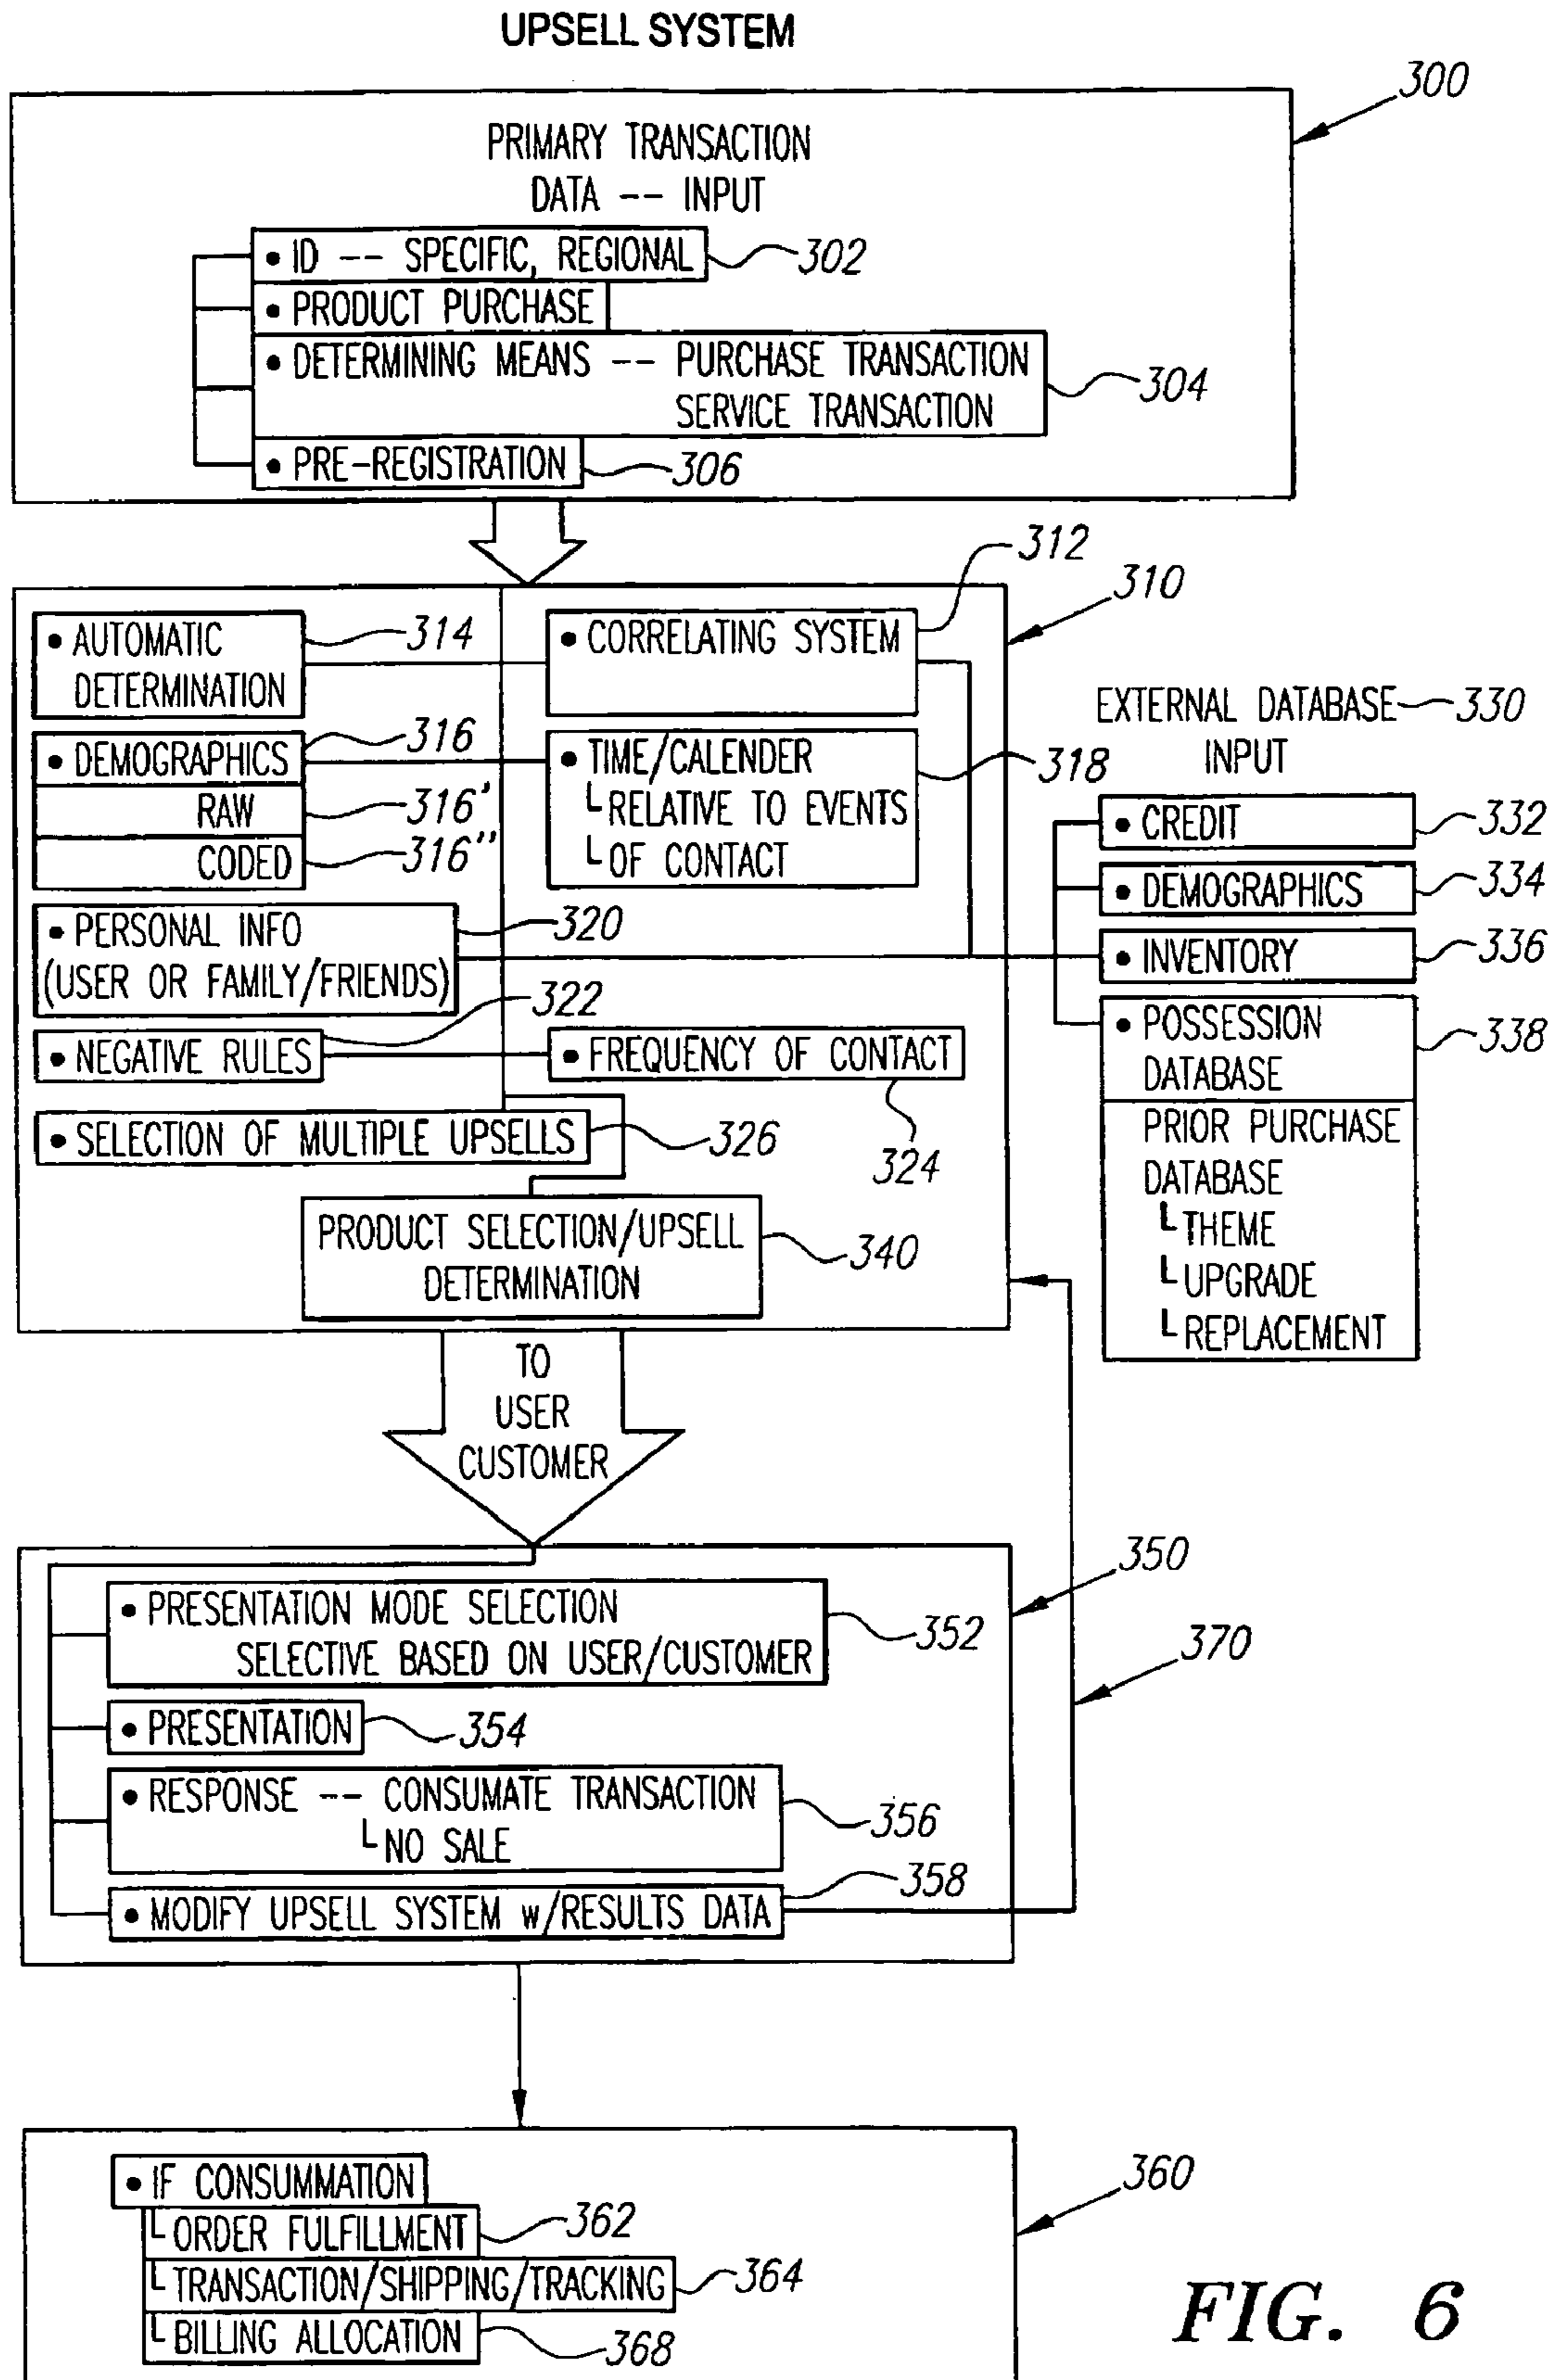 UPSELL SYSTEM
300
PRIMARY TRANSACTION
DATA -- INPUT
• ID -- SPECIFIC, REGIONAL 302
• PRODUCT PURCHASE
• DETERMINING MEANS -- PURCHASE TRANSACTION
SERVICE TRANSACTION
304
• PRE-REGISTRATION 306
312
310
• AUTOMATIC
DETERMINATION
314
• CORRELATING SYSTEM
• DEMOGRAPHICS 316
RAW 316'
CODED 316"
• TIME/CALENDER
└ RELATIVE TO EVENTS
└ OF CONTACT
318
• PERSONAL INFO
(USER OR FAMILY/FRIENDS)
320
322
• NEGATIVE RULES
• FREQUENCY OF CONTACT
324
• SELECTION OF MULTIPLE UPSELLS 326
PRODUCT SELECTION/UPSELL
DETERMINATION
340
EXTERNAL DATABASE 330
INPUT
• CREDIT 332
• DEMOGRAPHICS 334
• INVENTORY 336
• POSSESSION
DATABASE
338
PRIOR PURCHASE
DATABASE
└ THEME
└ UPGRADE
└ REPLACEMENT
TO
USER
CUSTOMER
350
• PRESENTATION MODE SELECTION
SELECTIVE BASED ON USER/CUSTOMER
352
370
• PRESENTATION 354
• RESPONSE -- CONSUMATE TRANSACTION
└ NO SALE
356
358
• MODIFY UPSELL SYSTEM w/RESULTS DATA
360
• IF CONSUMMATION
└ ORDER FULFILLMENT 362
└ TRANSACTION/SHIPPING/TRACKING 364
└ BILLING ALLOCATION 368
FIG. 6